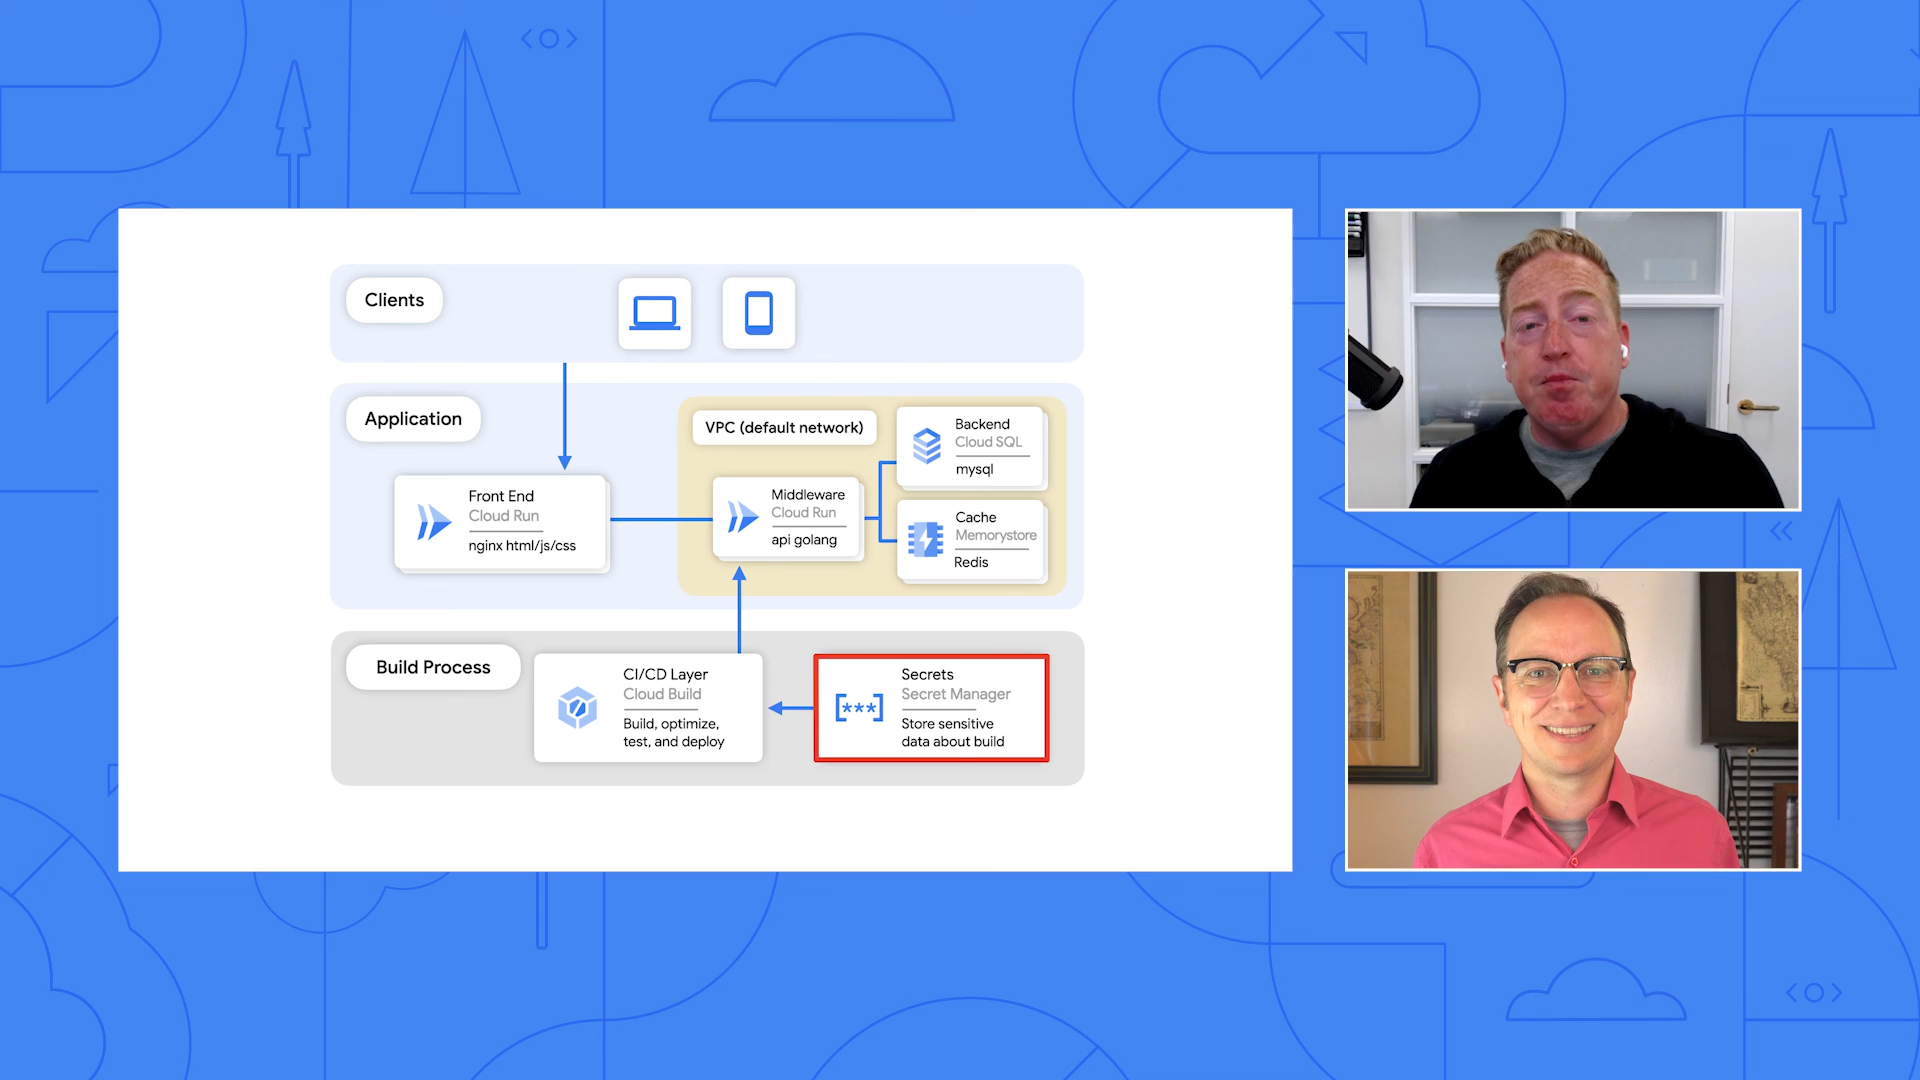 Clients
Application
VPC (default network)
Backend
Cloud SQL
mysql
Front End
Cloud Run
nginx html/js/css
Middleware
Cloud Run
api golang
Cache
Memorystore
Redis
Build Process
CI/CD Layer
Cloud Build
Build, optimize,
test, and deploy
[***]
Secrets
Secret Manager
Store sensitive
data about build